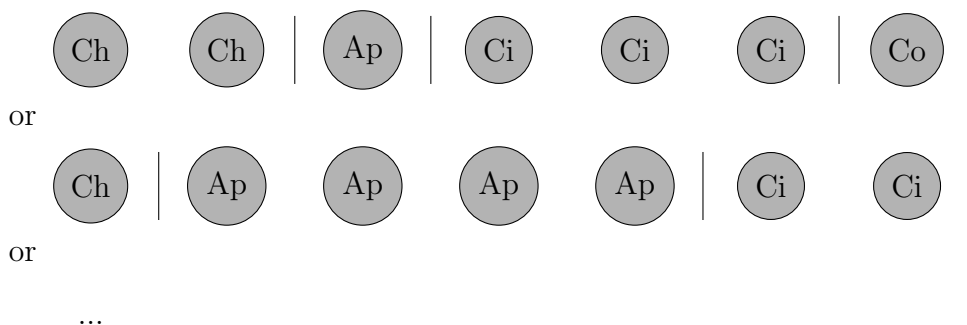 Ch Ch Ap Ci Ci Ci Co
or
Ch Ap Ap Ap Ap Ci Ci
or
...